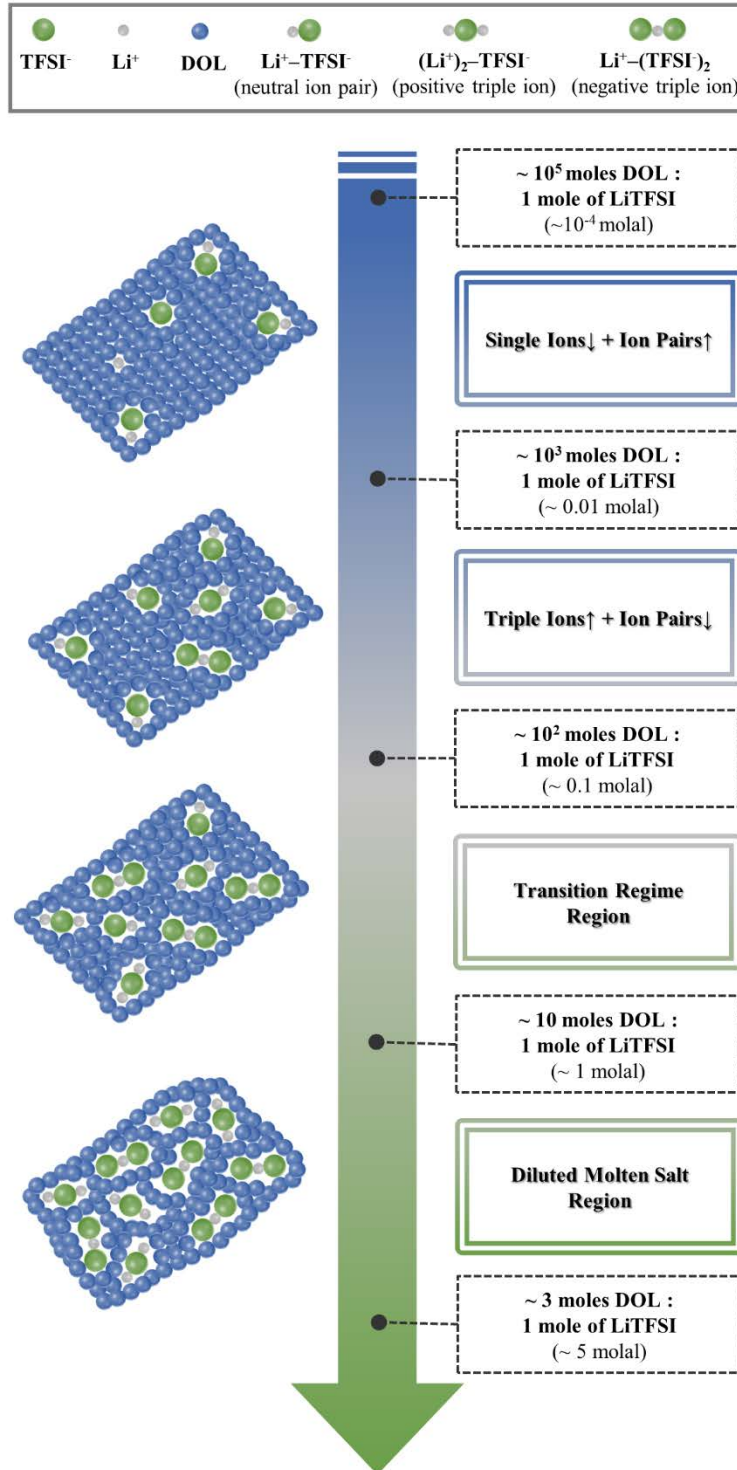 TFSI⁻ Li⁺ DOL Li⁺–TFSI⁻ (Li⁺)₂–TFSI⁻ Li⁺–(TFSI⁻)₂
(neutral ion pair) (positive triple ion) (negative triple ion)
~ 10⁵ moles DOL :
1 mole of LiTFSI
(~10⁻⁴ molal)
Single Ions↓ + Ion Pairs↑
~ 10³ moles DOL :
1 mole of LiTFSI
(~ 0.01 molal)
Triple Ions↑ + Ion Pairs↓
~ 10² moles DOL :
1 mole of LiTFSI
(~ 0.1 molal)
Transition Regime
Region
~ 10 moles DOL :
1 mole of LiTFSI
(~ 1 molal)
Diluted Molten Salt
Region
~ 3 moles DOL :
1 mole of LiTFSI
(~ 5 molal)